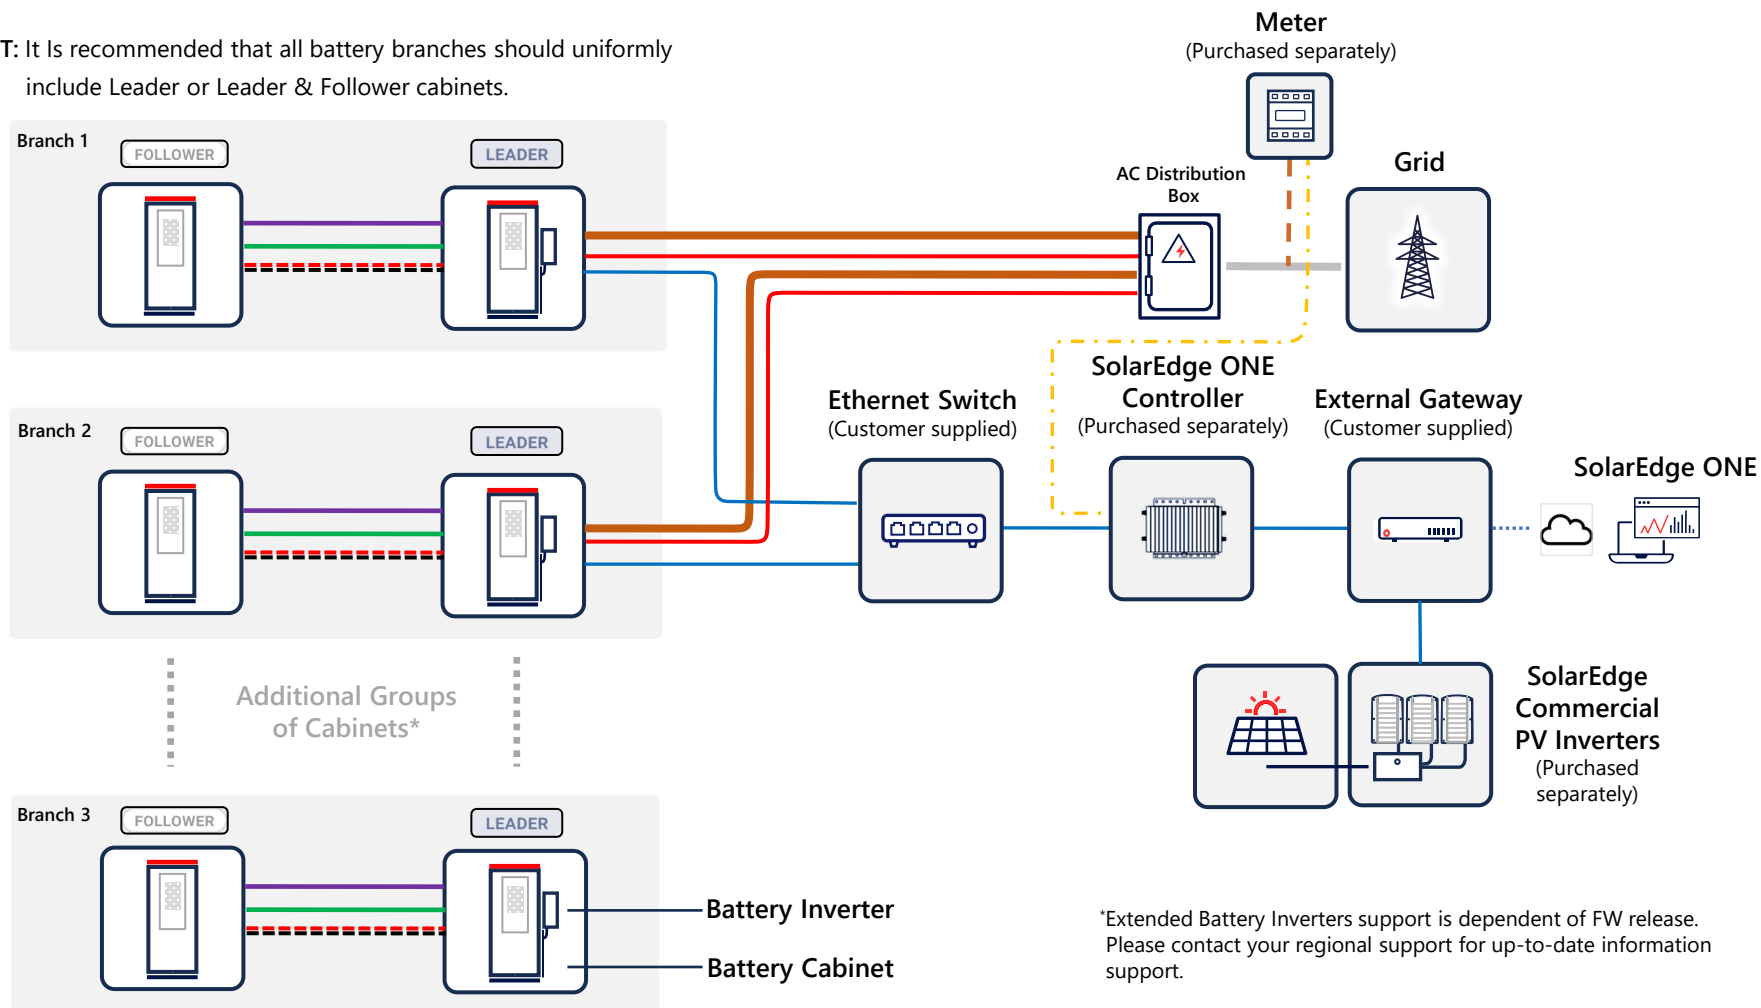 T: It Is recommended that all battery branches should uniformly
include Leader or Leader & Follower cabinets.
Meter
(Purchased separately)
Branch 1
FOLLOWER
LEADER
AC Distribution
Box
Grid
Branch 2
FOLLOWER
LEADER
Ethernet Switch
(Customer supplied)
SolarEdge ONE
Controller
(Purchased separately)
External Gateway
(Customer supplied)
SolarEdge ONE
Additional Groups
of Cabinets*
SolarEdge
Commercial
PV Inverters
(Purchased
separately)
Branch 3
FOLLOWER
LEADER
Battery Inverter
Battery Cabinet
*Extended Battery Inverters support is dependent of FW release.
Please contact your regional support for up-to-date information
support.